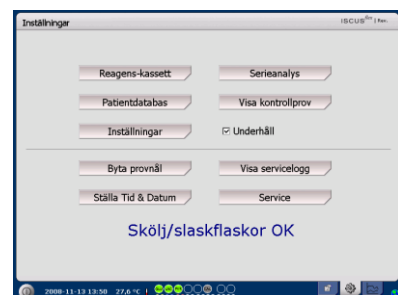 Inställningar
ISCUS
Reagens-kassett
Serieanalys
Patientdatabas
Visa kontrollprov
Inställningar
Underhåll
Byta provnål
Visa servicelogg
Ställa Tid & Datum
Service
Skölj/slaskflaskor OK
2008-11-13 13:50 27,6 °C